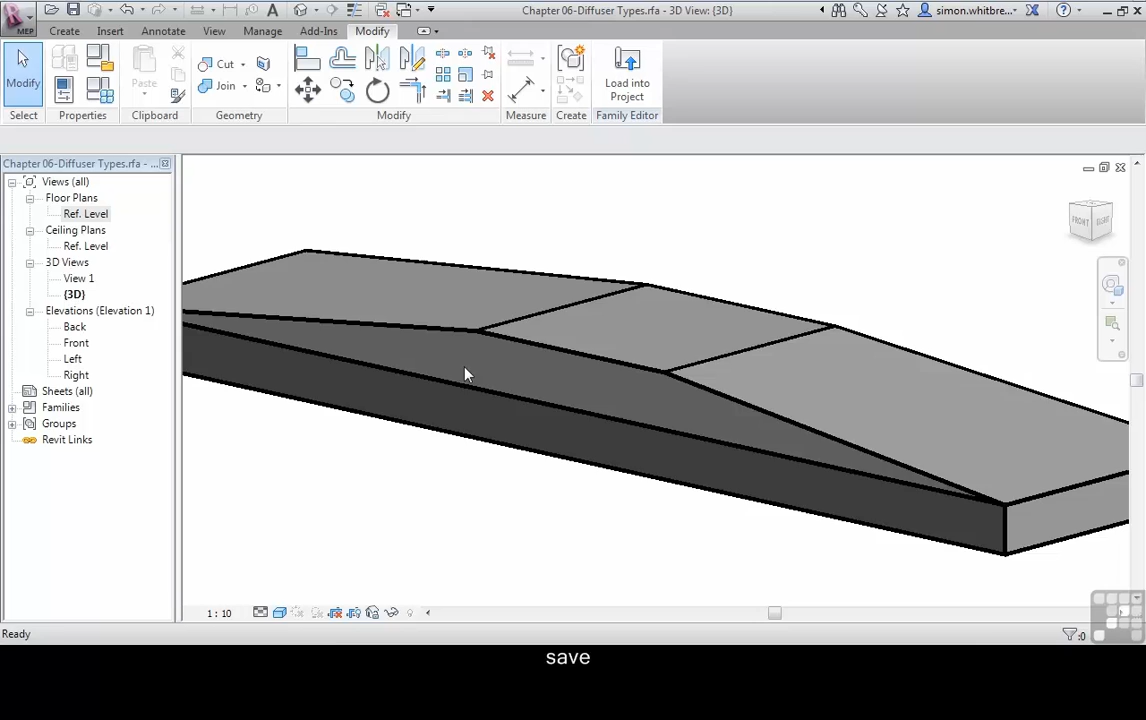 Chapter 06-Diffuser Types.rfa - 3D View: {3D}
simon.whitbre...
MEP
Create
Insert
Annotate
View
Manage
Add-Ins
Modify
Modify
Paste
Cut
Join
Load into
Project
Select
Properties
Clipboard
Geometry
Modify
Measure
Create
Family Editor
Chapter 06-Diffuser Types.rfa - ...
Views (all)
Floor Plans
Ref. Level
Ceiling Plans
Ref. Level
3D Views
View 1
{3D}
Elevations (Elevation 1)
Back
Front
Left
Right
Sheets (all)
Families
Groups
Revit Links
FRONT
1 : 10
Ready
:0
save